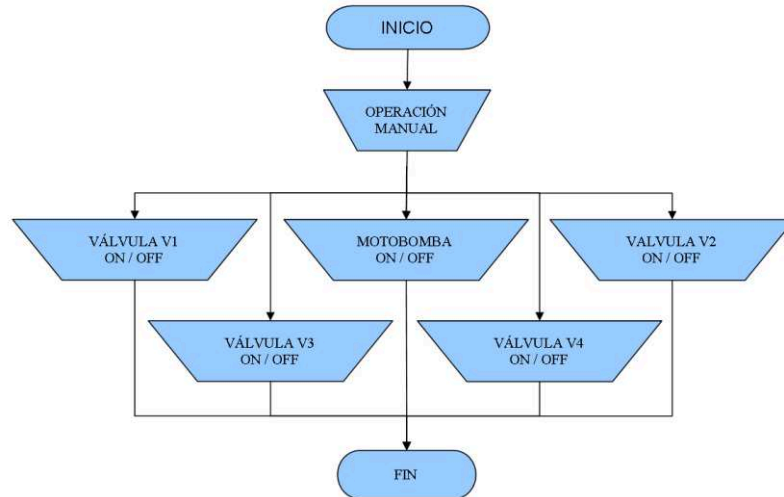 INICIO
OPERACIÓN
MANUAL
VÁLVULA V1
ON / OFF
MOTOBOMBA
ON / OFF
VALVULA V2
ON / OFF
VÁLVULA V3
ON / OFF
VÁLVULA V4
ON / OFF
FIN